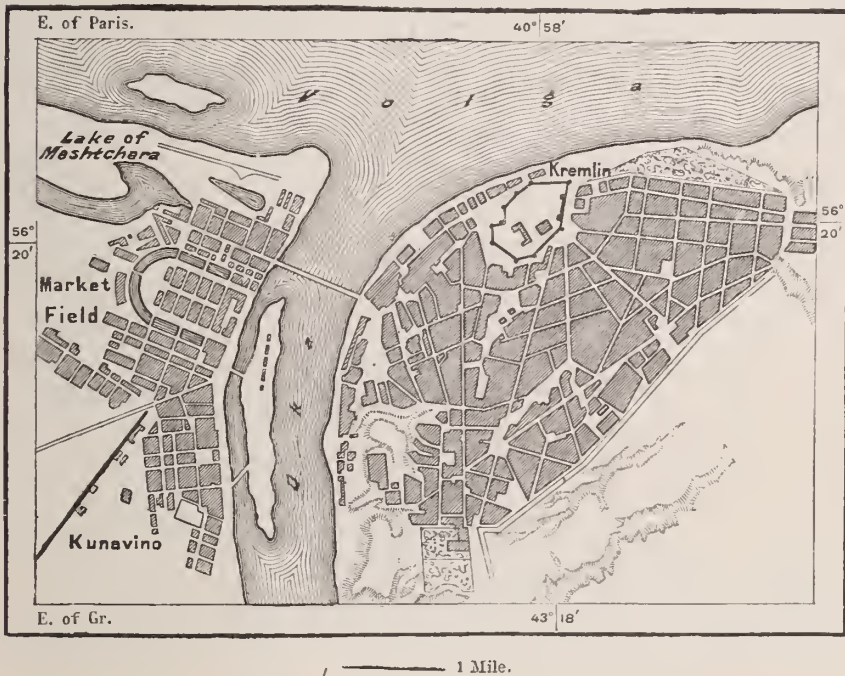 E. of Paris.
40° 58'
Volga
Lake of
Meshtchera
Kremlin
56°
20'
56°
20'
Market
Field
Oka
Kunavino
E. of Gr.
43° 18'
1 Mile.